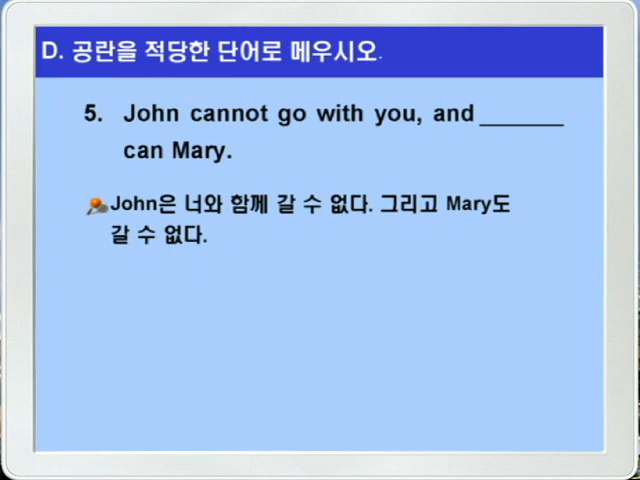 D. 공란을 적당한 단어로 메우시오.
5. John cannot go with you, and _______
can Mary.
John은 너와 함께 갈 수 없다. 그리고 Mary도
갈 수 없다.